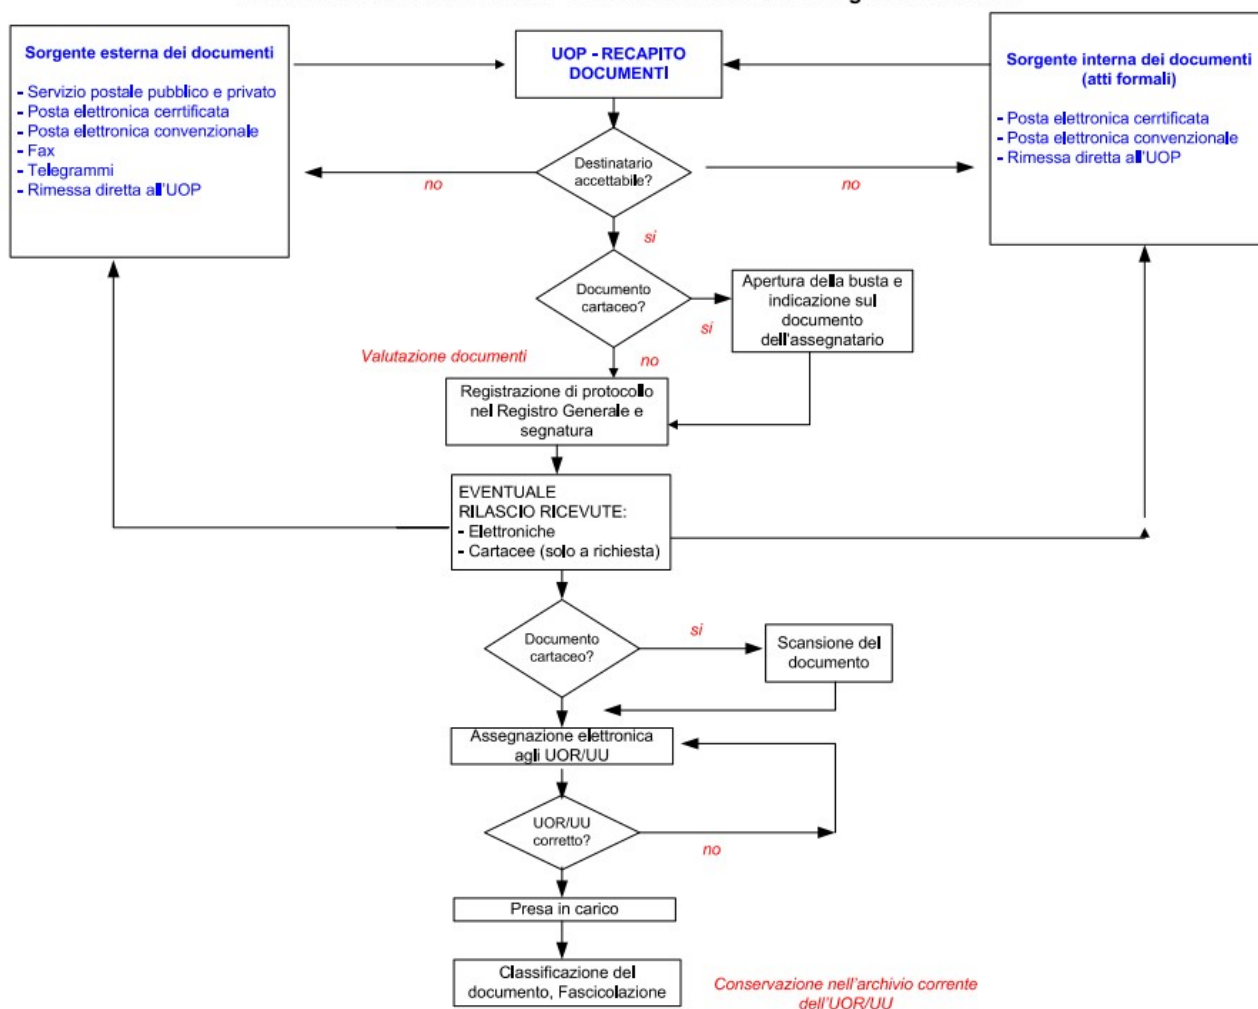 Sorgente esterna dei documenti
- Servizio postale pubblico e privato
- Posta elettronica cerrtificata
- Posta elettronica convenzionale
- Fax
- Telegrammi
- Rimessa diretta all'UOP
UOP - RECAPITO
DOCUMENTI
Sorgente interna dei documenti
(atti formali)
- Posta elettronica cerrtificata
- Posta elettronica convenzionale
- Rimessa diretta all'UOP
Destinatario
accettabile?
no
no
si
Documento
cartaceo?
si
Apertura della busta e
indicazione sul
documento
dell'assegnatario
Valutazione documenti
no
Registrazione di protocollo
nel Registro Generale e
segnatura
EVENTUALE
RILASCIO RICEVUTE:
- Elettroniche
- Cartacee (solo a richiesta)
Documento
cartaceo?
si
Scansione del
documento
Assegnazione elettronica
agli UOR/UU
UOR/UU
corretto?
no
Presa in carico
Classificazione del
documento, Fascicolazione
Conservazione nell'archivio corrente
dell'UOR/UU